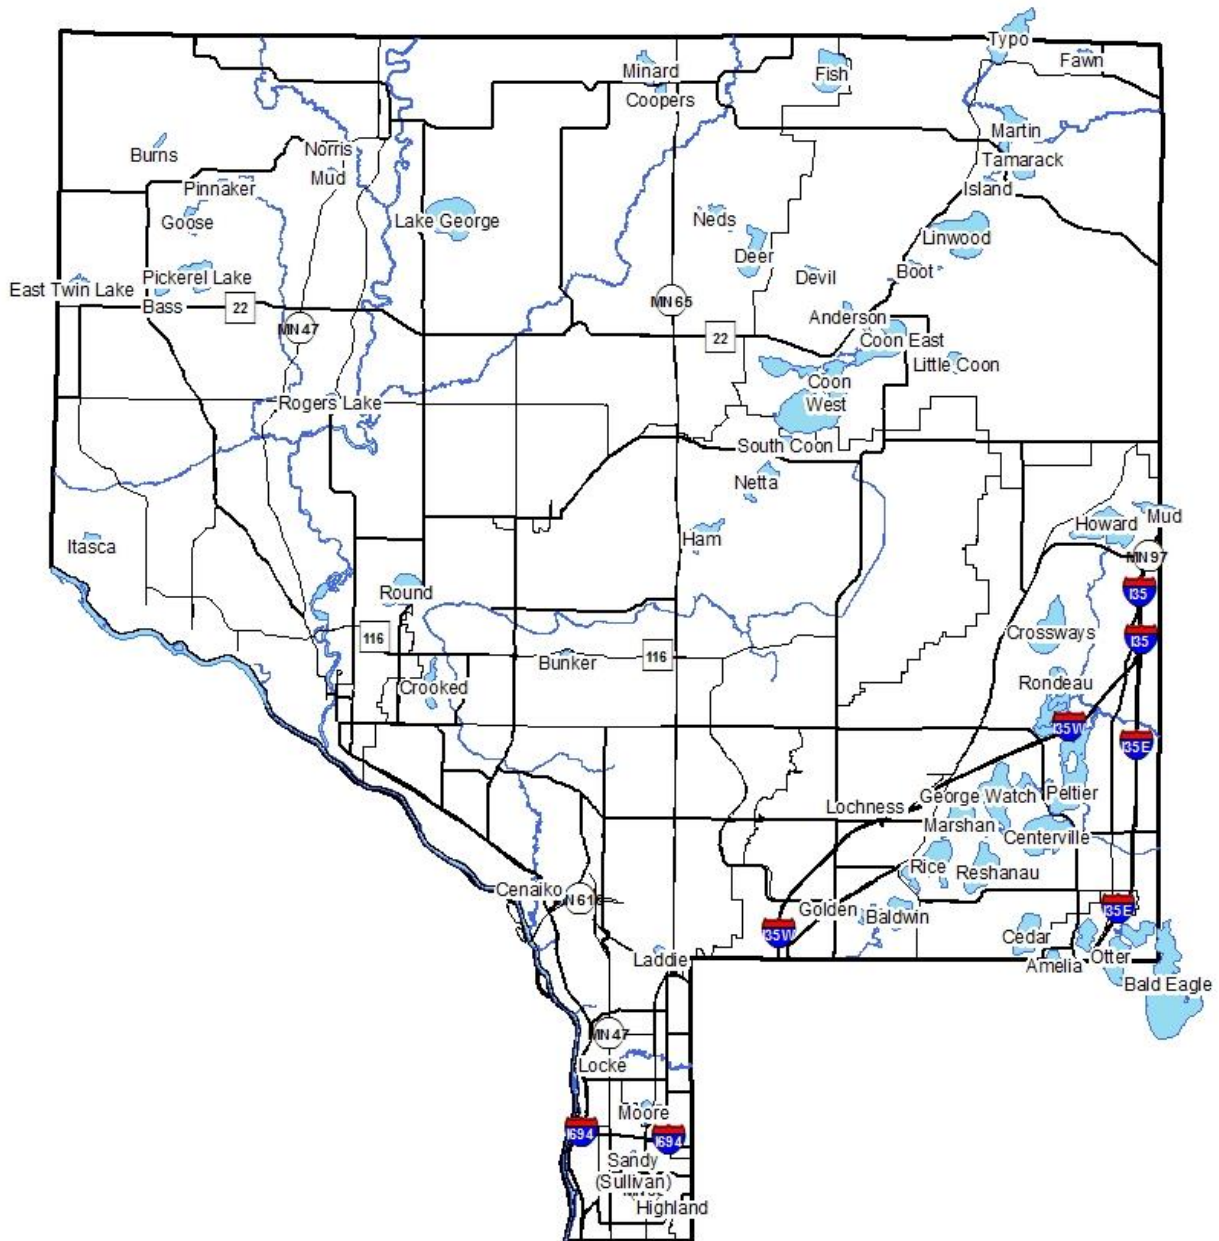 Typo
Fawn
Minard
Fish
Coopers
Martin
Burns
Norris
Tamarack
Mud
Pinnaker
Island
Goose
Lake George
Neds
Linwood
Deer
Pickerel Lake
Devil
Boot
East Twin Lake
Bass
22
MN 65
MN 47
Anderson
22
Coon East
Little Coon
Coon
West
Rogers Lake
South Coon
Netta
Howard
Mud
Ham
Itasca
MN 97
I35
Round
116
Crossways
I35
Bunker
116
Crooked
Rondeau
I35W
I35E
George Watch
Peltier
Lochness
Marshan
Centerville
Rice
Reshanau
Cenaiko
Golden
Baldwin
I35E
I35W
Cedar
Laddie
Amelia
Otter
Bald Eagle
MN 47
Locke
Moore
I694
I694
Sandy
(Sullivan)
Highland